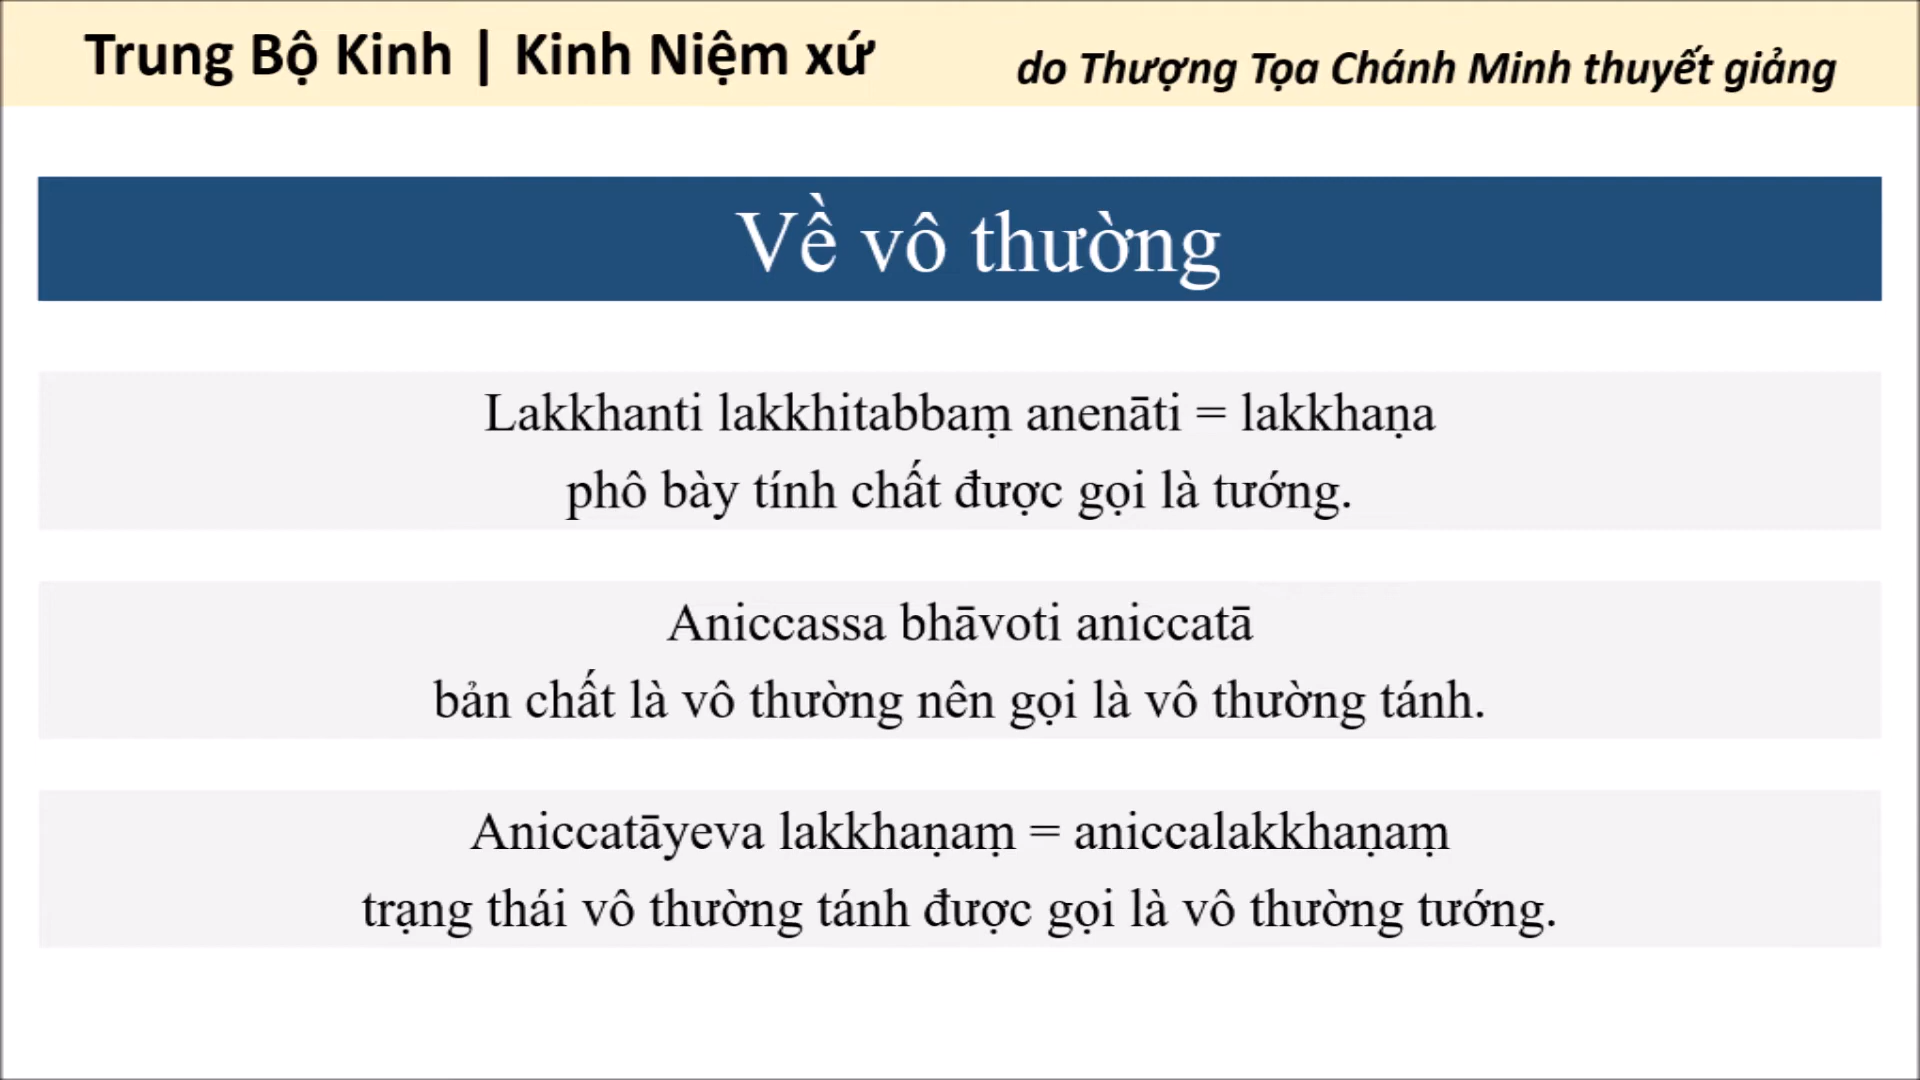 Trung Bộ Kinh | Kinh Niệm xứ
do Thượng Tọa Chánh Minh thuyết giảng
Về vô thường
Lakkhanti lakkhitabbaṃ anenāti = lakkhaṇa
phô bày tính chất được gọi là tướng.
Aniccassa bhāvoti aniccatā
bản chất là vô thường nên gọi là vô thường tánh.
Aniccatāyeva lakkhaṇaṃ = aniccalakkhaṇaṃ
trạng thái vô thường tánh được gọi là vô thường tướng.